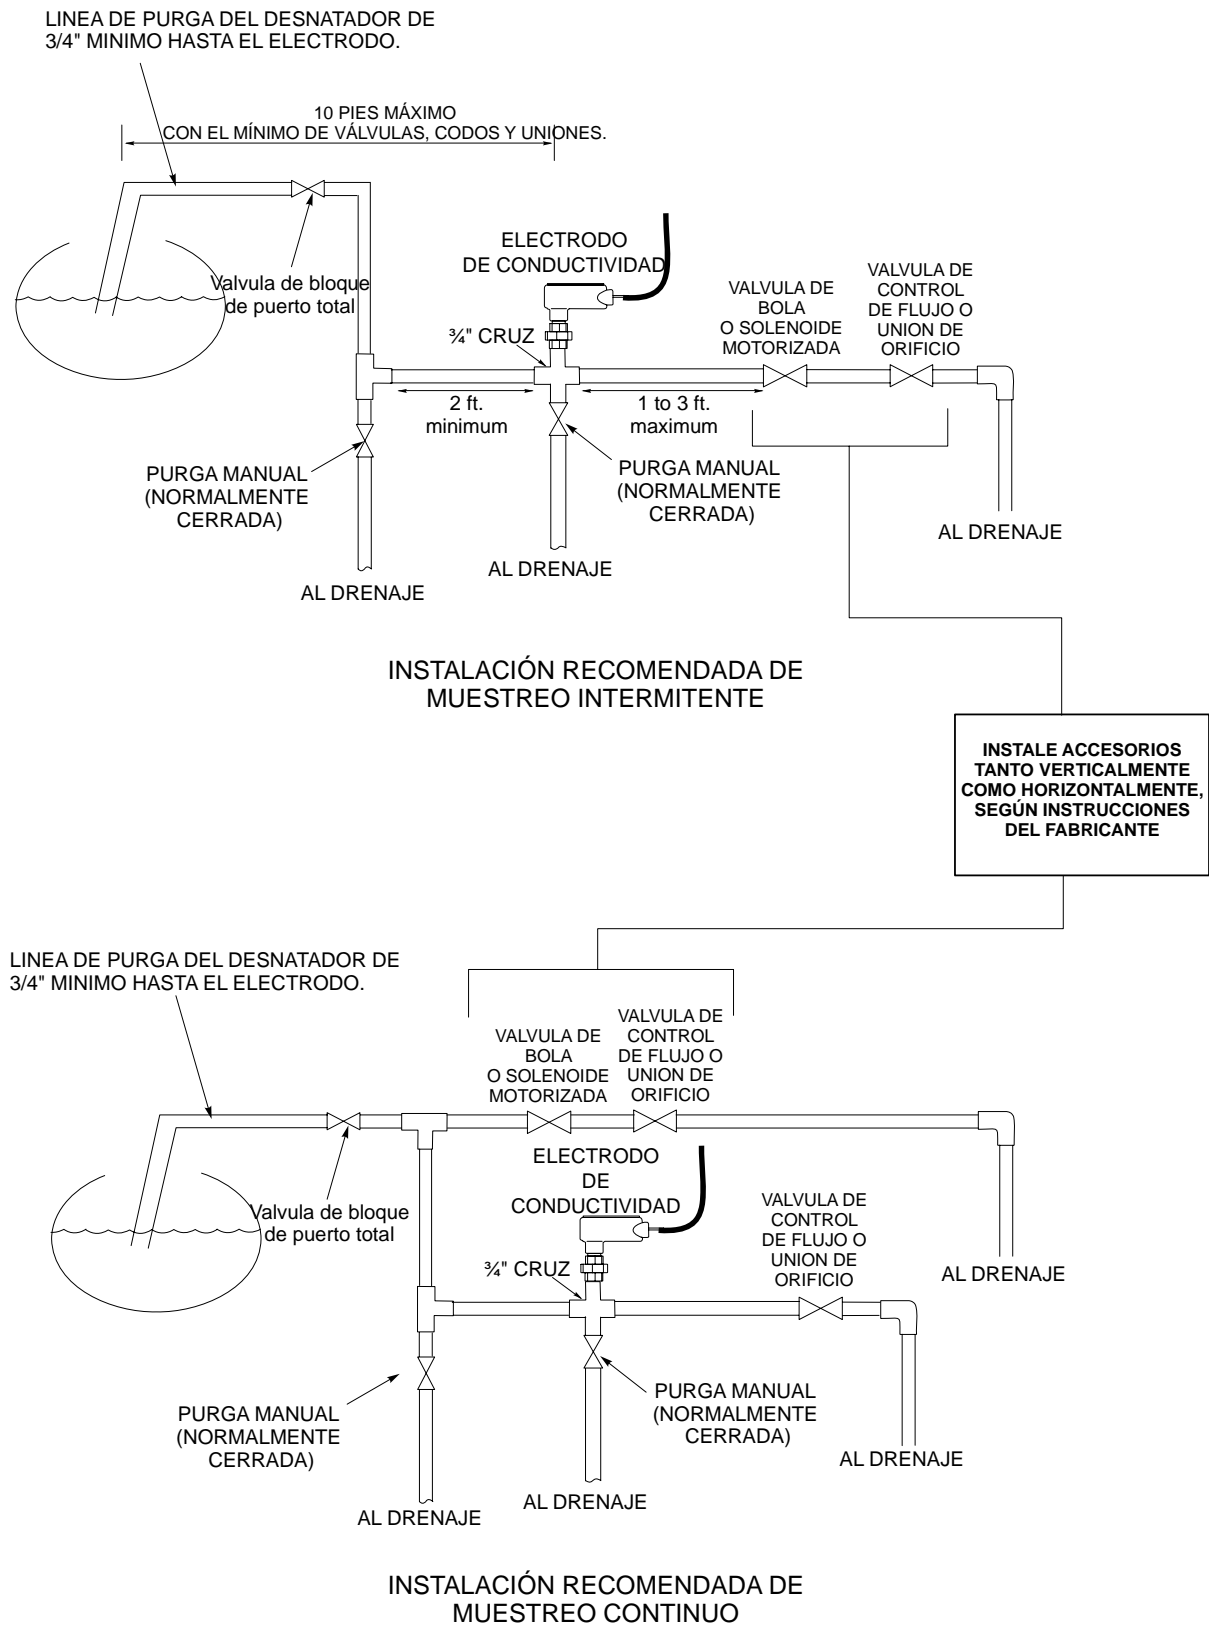 LINEA DE PURGA DEL DESNATADOR DE
3/4" MINIMO HASTA EL ELECTRODO.
10 PIES MÁXIMO
CON EL MÍNIMO DE VÁLVULAS, CODOS Y UNIONES.
Valvula de bloque
de puerto total
ELECTRODO
DE CONDUCTIVIDAD
¾" CRUZ
VALVULA DE
BOLA
O SOLENOIDE
MOTORIZADA
VALVULA DE
CONTROL
DE FLUJO O
UNION DE
ORIFICIO
2 ft.
minimum
1 to 3 ft.
maximum
PURGA MANUAL
(NORMALMENTE
CERRADA)
PURGA MANUAL
(NORMALMENTE
CERRADA)
AL DRENAJE
AL DRENAJE
AL DRENAJE
INSTALACIÓN RECOMENDADA DE
MUESTREO INTERMITENTE
INSTALE ACCESORIOS
TANTO VERTICALMENTE
COMO HORIZONTALMENTE,
SEGÚN INSTRUCCIONES
DEL FABRICANTE
LINEA DE PURGA DEL DESNATADOR DE
3/4" MINIMO HASTA EL ELECTRODO.
VALVULA DE
BOLA
O SOLENOIDE
MOTORIZADA
VALVULA DE
CONTROL
DE FLUJO O
UNION DE
ORIFICIO
Valvula de bloque
de puerto total
ELECTRODO
DE
CONDUCTIVIDAD
¾" CRUZ
VALVULA DE
CONTROL
DE FLUJO O
UNION DE
ORIFICIO
AL DRENAJE
PURGA MANUAL
(NORMALMENTE
CERRADA)
PURGA MANUAL
(NORMALMENTE
CERRADA)
AL DRENAJE
AL DRENAJE
AL DRENAJE
INSTALACIÓN RECOMENDADA DE
MUESTREO CONTINUO